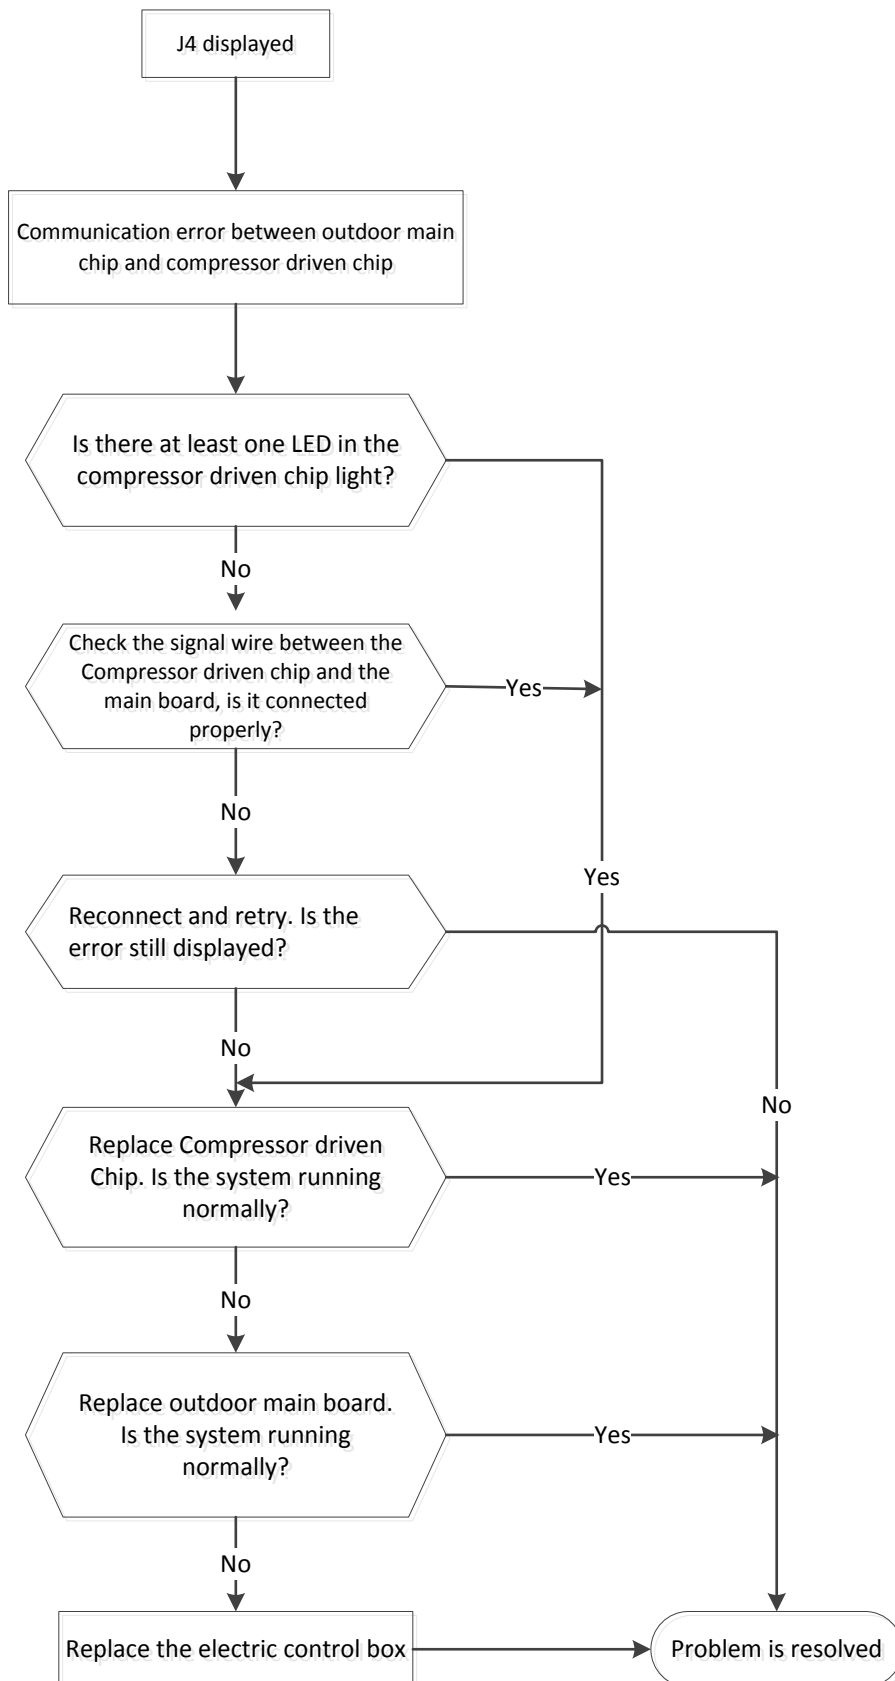 J4 displayed
Communication error between outdoor main
chip and compressor driven chip
Is there at least one LED in the
compressor driven chip light?
No
Check the signal wire between the
Compressor driven chip and the
main board, is it connected
properly?
Yes
No
Yes
Reconnect and retry. Is the
error still displayed?
No
No
Replace Compressor driven
Chip. Is the system running
normally?
Yes
No
Replace outdoor main board.
Is the system running
normally?
Yes
No
Replace the electric control box
Problem is resolved